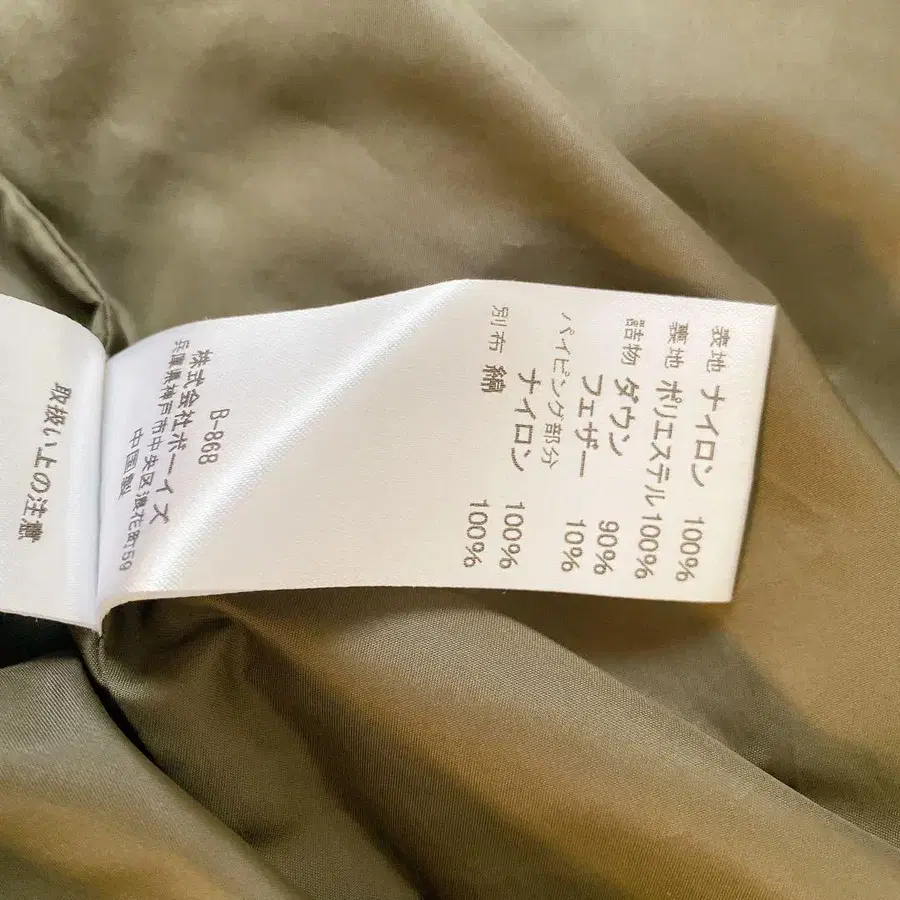 表地 ナイロン 100%
裏地 ポリエステル 100%
詰物 ダウン 90%
フェザー 10%
パイピング部分
ナイロン 100%
別布 綿 100%
B-868
株式会社ボーイズ
兵庫県神戸市中央区浪花町59
中国製
取扱い上の注意